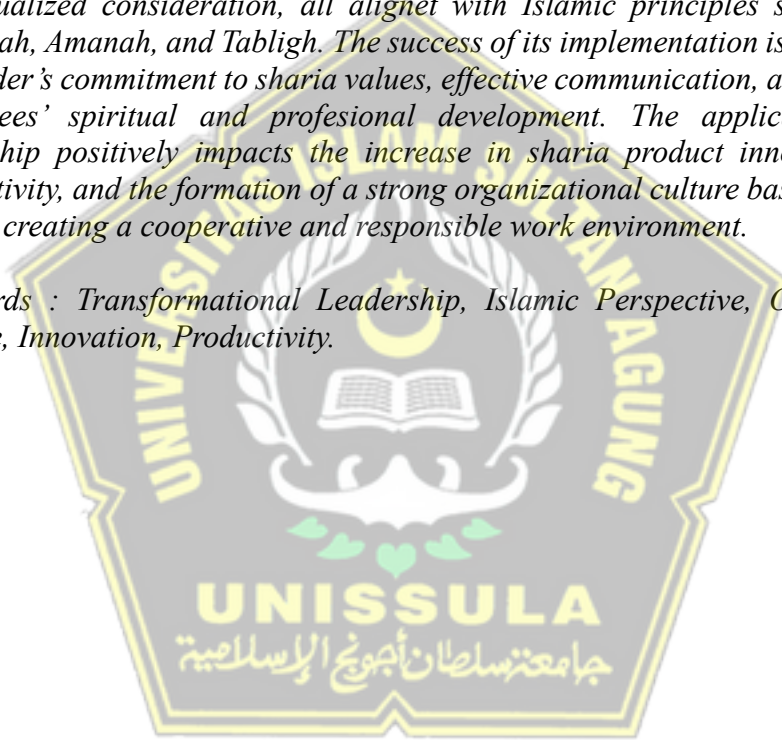 ualized consideration, all alignet with Islamic principles s
ah, Amanah, and Tabligh. The success of its implementation is
der's commitment to sharia values, effective communication, a
ees' spiritual and profesional development. The applic
hip positively impacts the increase in sharia product inno
tivity, and the formation of a strong organizational culture bas
creating a cooperative and responsible work environment.
rds : Transformational Leadership, Islamic Perspective, O
e, Innovation, Productivity.
UNIVERSITAS ISLAM SULTAN AGUNG
UNISSULA
جامعة سلطان أجونج الإسلامية